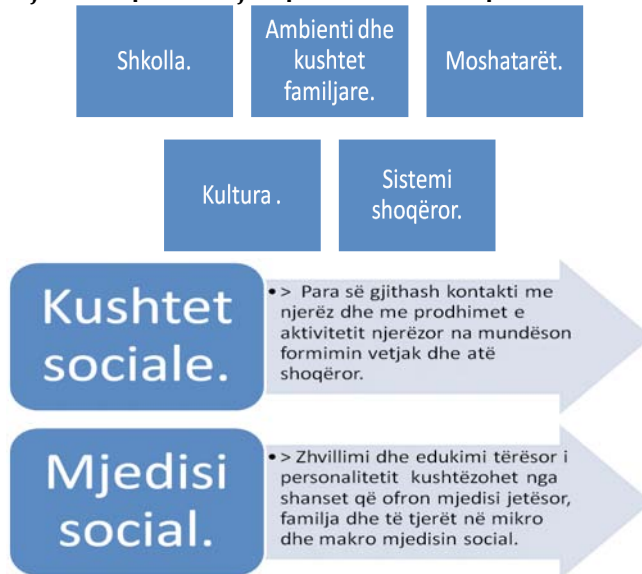 Shkolla.
Ambienti dhe
kushtet
familjare.
Moshatarët.
Kultura .
Sistemi
shoqëror.
Kushtet
sociale.
• > Para së gjithash kontakti me
njerëz dhe me prodhimet e
aktivitetit njerëzor na mundëson
formimin vetjak dhe atë
shoqëror.
Mjedisi
social.
• > Zhvillimi dhe edukimi tërësor i
personalitetit kushtëzohet nga
shanset që ofron mjedisi jetësor,
familja dhe të tjerët në mikro
dhe makro mjedisin social.